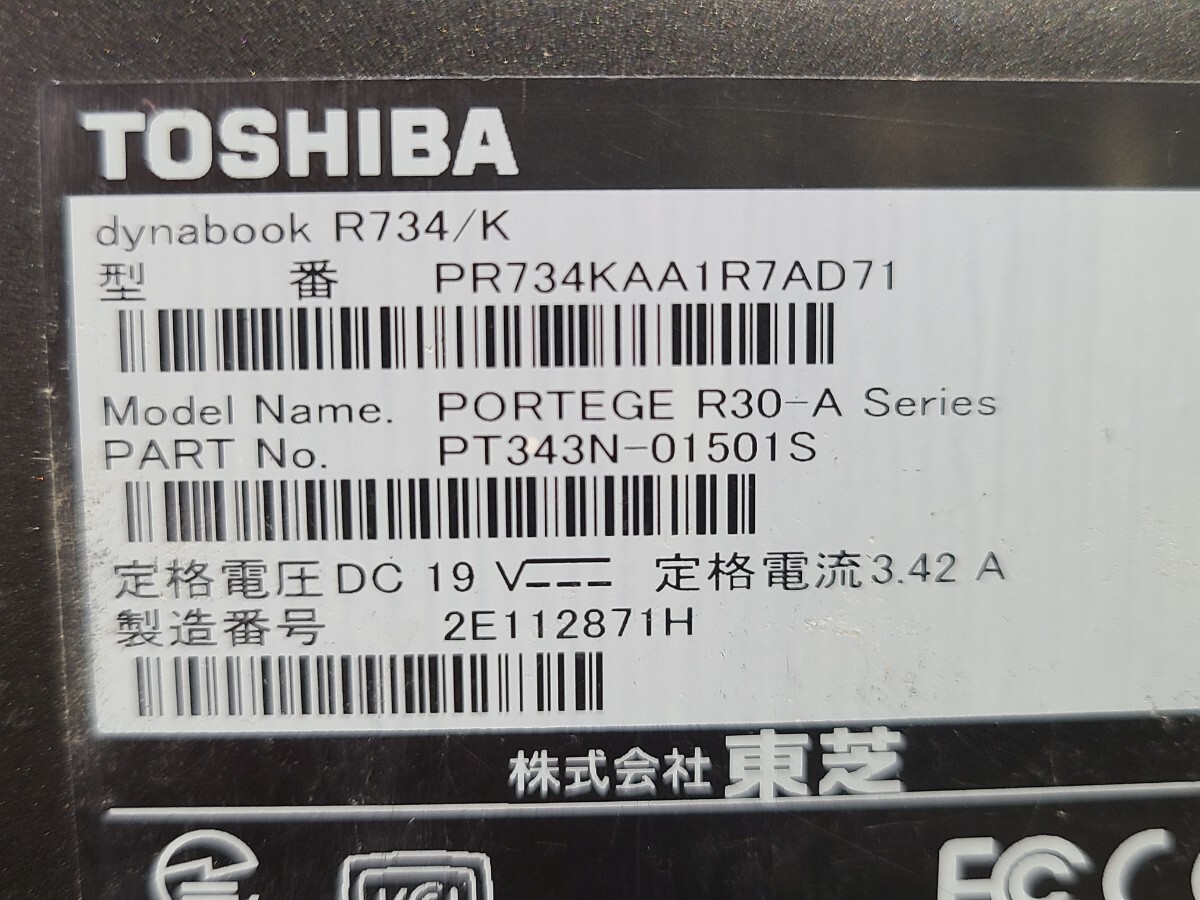 TOSHIBA
dynabook R734/K
型 番 PR734KAA1R7AD71
Model Name. PORTEGE R30-A Series
PART No. PT343N-01501S
定格電圧 DC 19 V 定格電流 3.42 A
製造番号 2E112871H
株式会社 東芝
FC